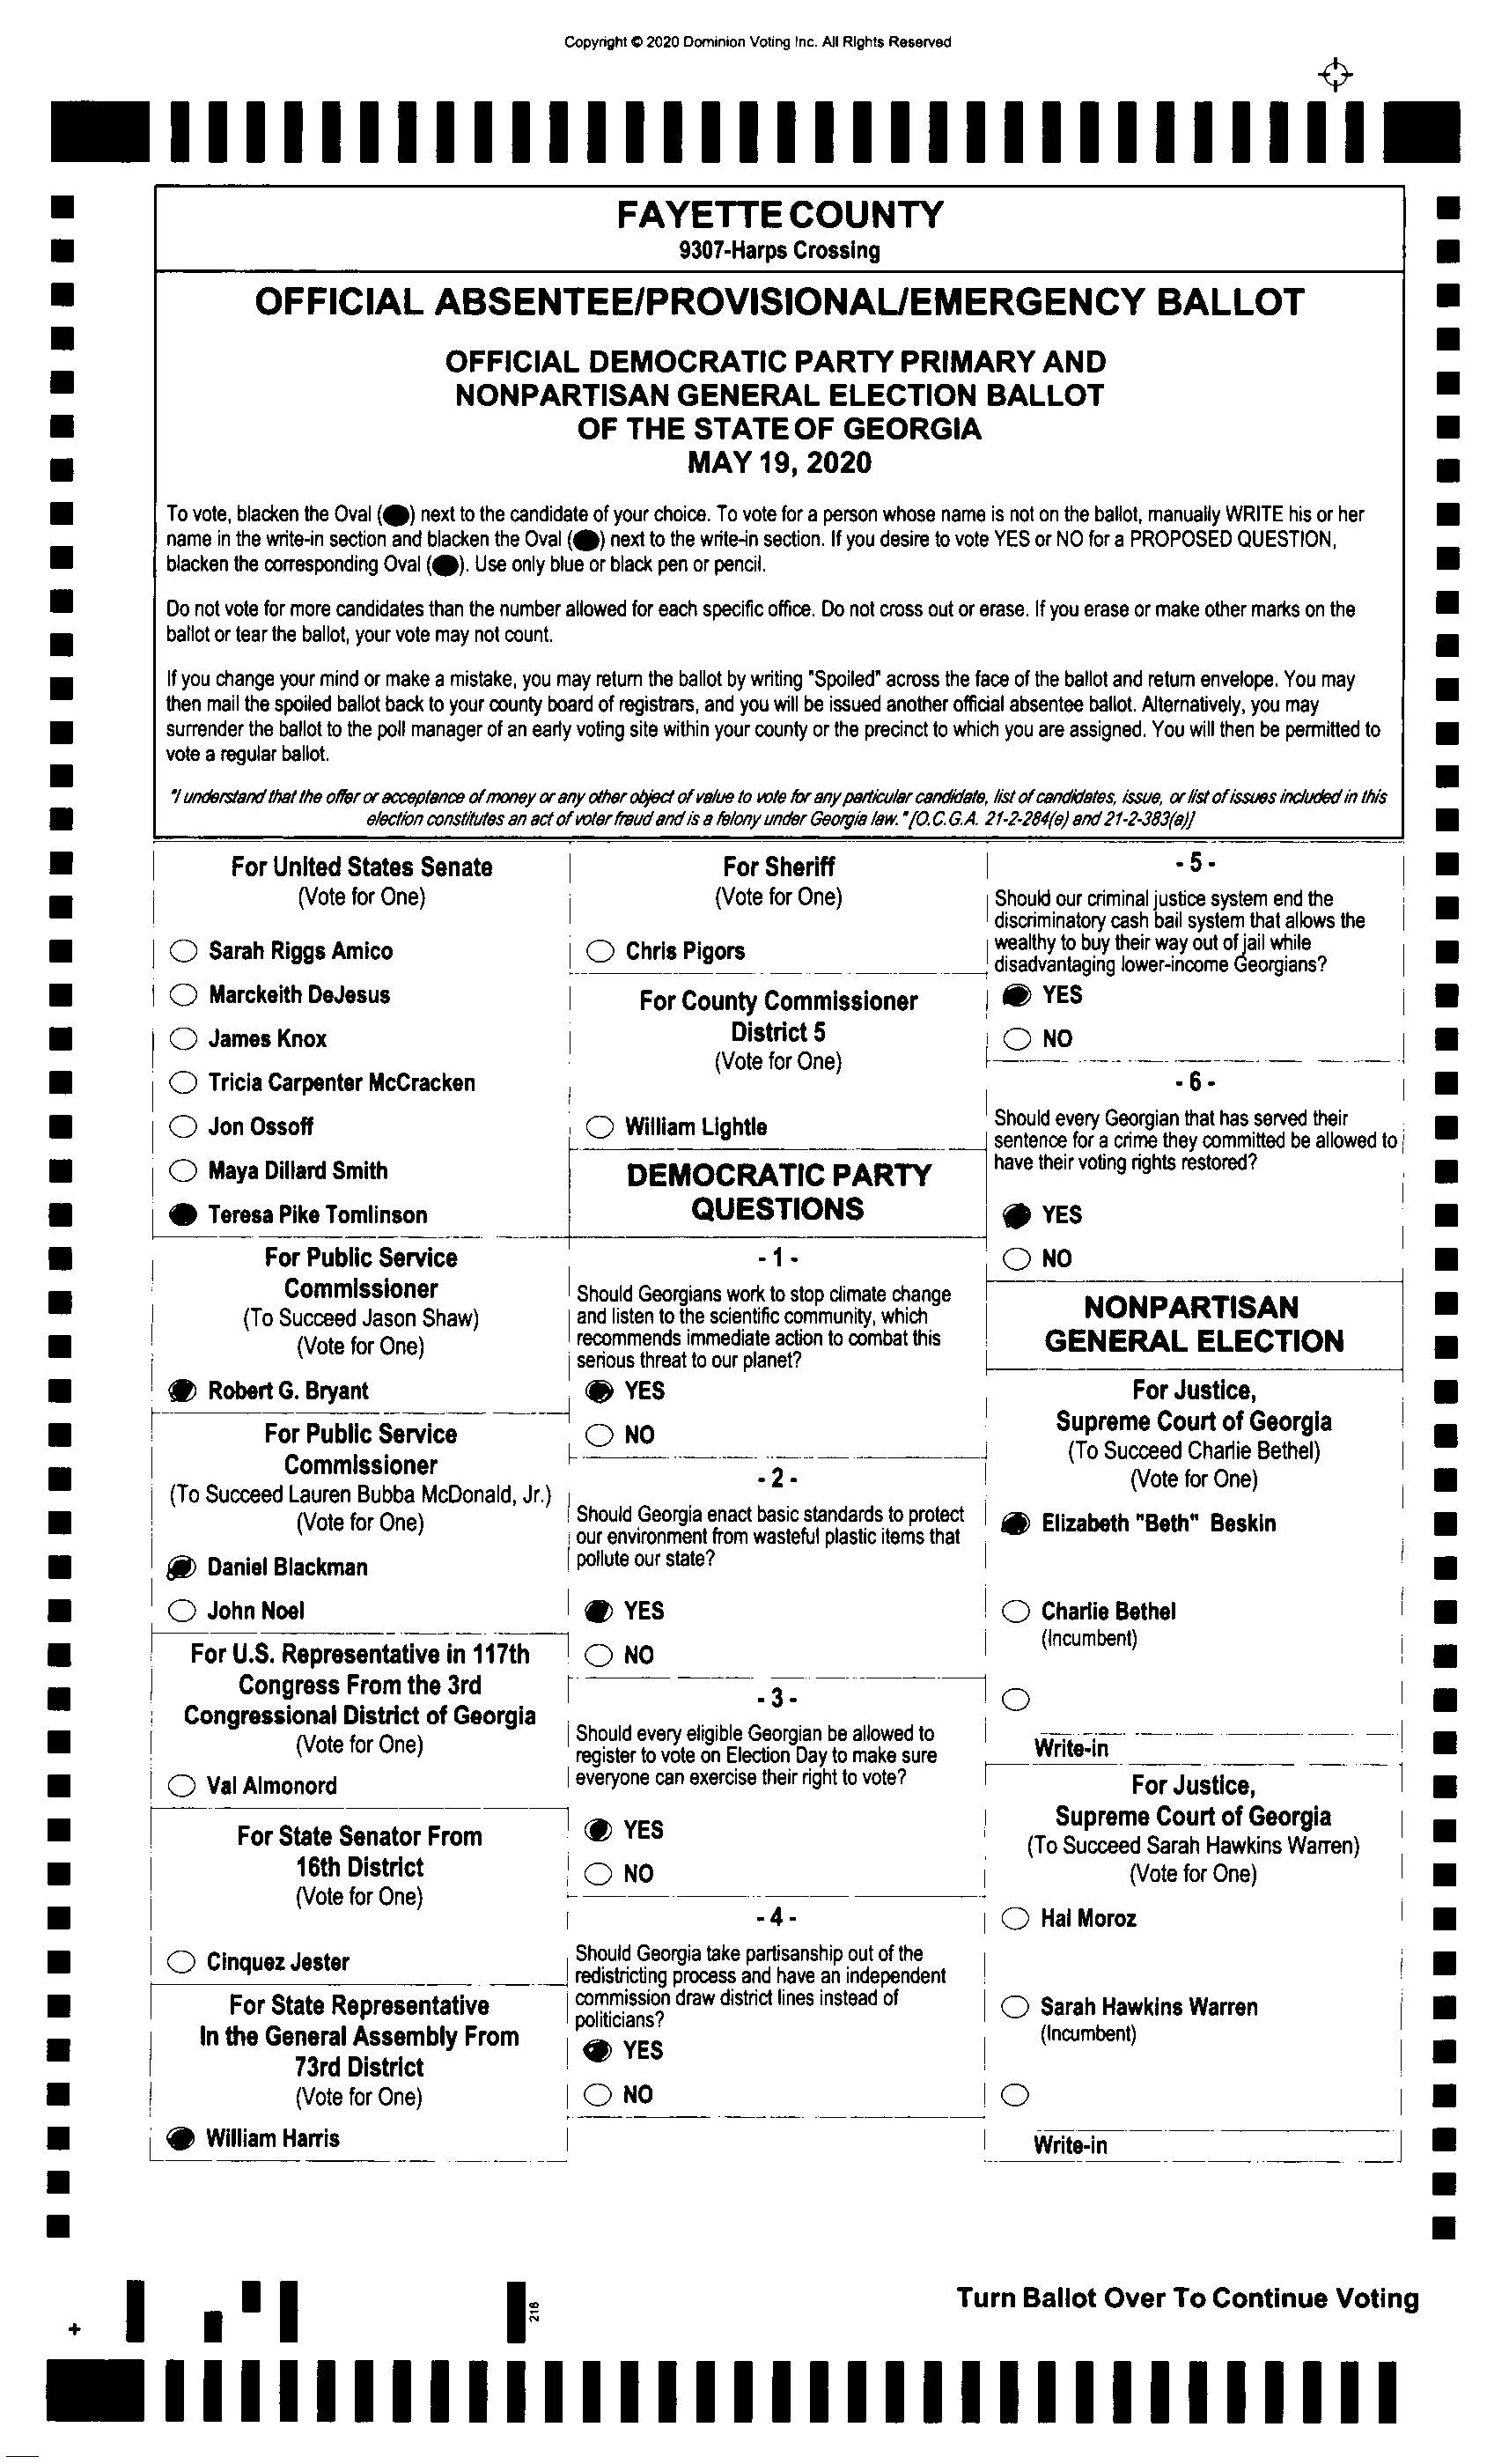 Copyright © 2020 Dominion Voting Inc. All Rights Reserved
FAYETTE COUNTY
9307-Harps Crossing
OFFICIAL ABSENTEE/PROVISIONAL/EMERGENCY BALLOT
OFFICIAL DEMOCRATIC PARTY PRIMARY AND
NONPARTISAN GENERAL ELECTION BALLOT
OF THE STATE OF GEORGIA
MAY 19, 2020
To vote, blacken the Oval ( ) next to the candidate of your choice. To vote for a person whose name is not on the ballot, manually WRITE his or her
name in the write-in section and blacken the Oval ( ) next to the write-in section. If you desire to vote YES or NO for a PROPOSED QUESTION,
blacken the corresponding Oval ( ). Use only blue or black pen or pencil.
Do not vote for more candidates than the number allowed for each specific office. Do not cross out or erase. If you erase or make other marks on the
ballot or tear the ballot, your vote may not count.
If you change your mind or make a mistake, you may return the ballot by writing "Spoiled" across the face of the ballot and return envelope. You may
then mail the spoiled ballot back to your county board of registrars, and you will be issued another official absentee ballot. Alternatively, you may
surrender the ballot to the poll manager of an early voting site within your county or the precinct to which you are assigned. You will then be permitted to
vote a regular ballot.
"I understand that the offer or acceptance of money or any other object of value to vote for any particular candidate, list of candidates, issue, or list of issues included in this
election constitutes an act of voter fraud and is a felony under Georgia law." [O.C.G.A. 21-2-284(e) and 21-2-383(a)]
For United States Senate
(Vote for One)
Sarah Riggs Amico
Marckeith DeJesus
James Knox
Tricia Carpenter McCracken
Jon Ossoff
Maya Dillard Smith
Teresa Pike Tomlinson
For Public Service
Commissioner
(To Succeed Jason Shaw)
(Vote for One)
Robert G. Bryant
For Public Service
Commissioner
(To Succeed Lauren Bubba McDonald, Jr.)
(Vote for One)
Daniel Blackman
John Noel
For U.S. Representative in 117th
Congress From the 3rd
Congressional District of Georgia
(Vote for One)
Val Almonord
For State Senator From
16th District
(Vote for One)
Cinquez Jester
For State Representative
In the General Assembly From
73rd District
(Vote for One)
William Harris
For Sheriff
(Vote for One)
Chris Pigors
For County Commissioner
District 5
(Vote for One)
William Lightle
DEMOCRATIC PARTY
QUESTIONS
- 1 -
Should Georgians work to stop climate change
and listen to the scientific community, which
recommends immediate action to combat this
serious threat to our planet?
YES
NO
- 2 -
Should Georgia enact basic standards to protect
our environment from wasteful plastic items that
pollute our state?
YES
NO
- 3 -
Should every eligible Georgian be allowed to
register to vote on Election Day to make sure
everyone can exercise their right to vote?
YES
NO
- 4 -
Should Georgia take partisanship out of the
redistricting process and have an independent
commission draw district lines instead of
politicians?
YES
NO
- 5 -
Should our criminal justice system end the
discriminatory cash bail system that allows the
wealthy to buy their way out of jail while
disadvantaging lower-income Georgians?
YES
NO
- 6 -
Should every Georgian that has served their
sentence for a crime they committed be allowed to
have their voting rights restored?
YES
NO
NONPARTISAN
GENERAL ELECTION
For Justice,
Supreme Court of Georgia
(To Succeed Charlie Bethel)
(Vote for One)
Elizabeth "Beth" Beskin
Charlie Bethel
(Incumbent)
Write-in
For Justice,
Supreme Court of Georgia
(To Succeed Sarah Hawkins Warren)
(Vote for One)
Hal Moroz
Sarah Hawkins Warren
(Incumbent)
Write-in
216
Turn Ballot Over To Continue Voting